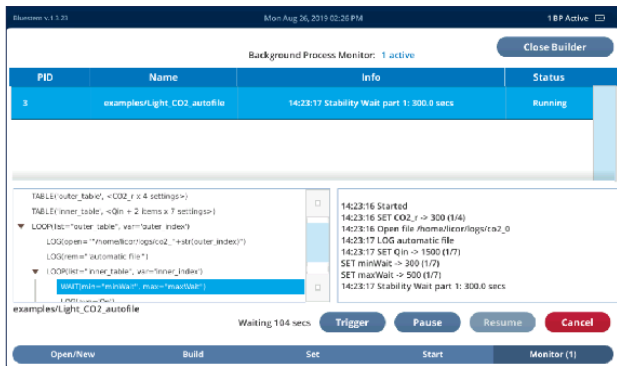 Bluestem v.1.3.23
Mon Aug 26, 2019 02:26 PM
1 BP Active
Background Process Monitor: 1 active
Close Builder
PID Name Info Status
3 examples/Light_CO2_autofile 14:23:17 Stability Wait part 1: 300.0 secs Running
TABLE('outer_table', <CO2_r x 4 settings>)
TABLE('inner_table', <Qin + 2 items x 7 settings>)
LOOP(list="outer_table", var="outer_index")
LOG(open="/home/licor/logs/co2_"+str(outer_index)")
LOG(rem="automatic file")
LOOP(list="inner_table", var="inner_index")
WAIT(min="minWait", max="maxWait")
14:23:16 Started
14:23:16 SET CO2_r -> 300 (1/4)
14:23:16 Open file /home/licor/logs/co2_0
14:23:17 LOG automatic file
14:23:17 SET Qin -> 1500 (1/7)
SET minWait -> 300 (1/7)
SET maxWait -> 500 (1/7)
14:23:17 Stability Wait part 1: 300.0 secs
examples/Light_CO2_autofile
Waiting 104 secs
Trigger
Pause
Resume
Cancel
Open/New
Build
Set
Start
Monitor (1)